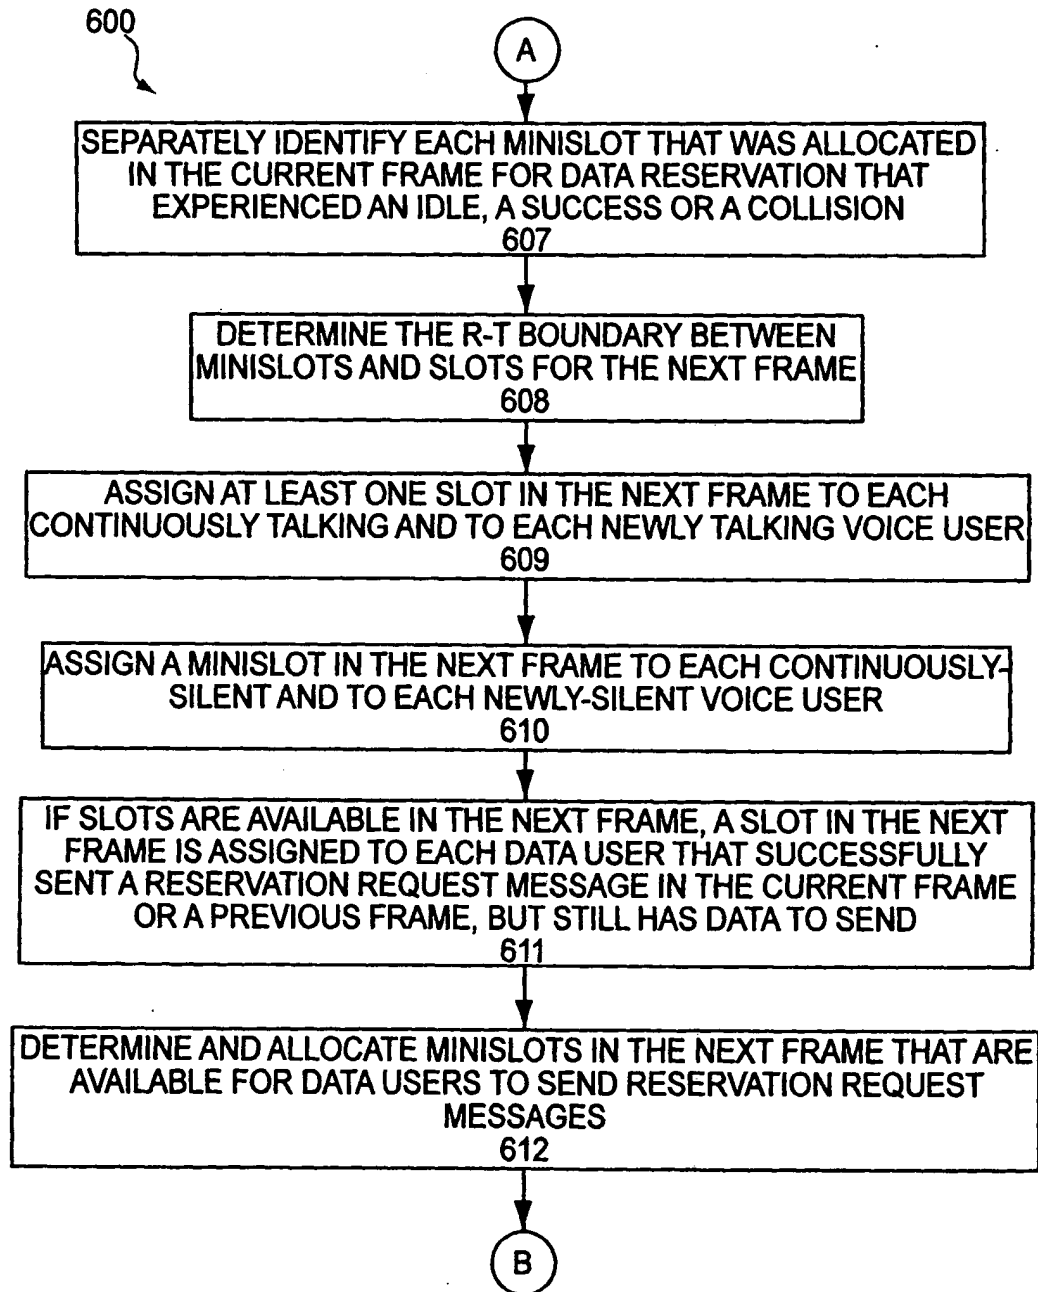 600
A
SEPARATELY IDENTIFY EACH MINISLOT THAT WAS ALLOCATED
IN THE CURRENT FRAME FOR DATA RESERVATION THAT
EXPERIENCED AN IDLE, A SUCCESS OR A COLLISION
607
DETERMINE THE R-T BOUNDARY BETWEEN
MINISLOTS AND SLOTS FOR THE NEXT FRAME
608
ASSIGN AT LEAST ONE SLOT IN THE NEXT FRAME TO EACH
CONTINUOUSLY TALKING AND TO EACH NEWLY TALKING VOICE USER
609
ASSIGN A MINISLOT IN THE NEXT FRAME TO EACH CONTINUOUSLY-
SILENT AND TO EACH NEWLY-SILENT VOICE USER
610
IF SLOTS ARE AVAILABLE IN THE NEXT FRAME, A SLOT IN THE NEXT
FRAME IS ASSIGNED TO EACH DATA USER THAT SUCCESSFULLY
SENT A RESERVATION REQUEST MESSAGE IN THE CURRENT FRAME
OR A PREVIOUS FRAME, BUT STILL HAS DATA TO SEND
611
DETERMINE AND ALLOCATE MINISLOTS IN THE NEXT FRAME THAT ARE
AVAILABLE FOR DATA USERS TO SEND RESERVATION REQUEST
MESSAGES
612
B